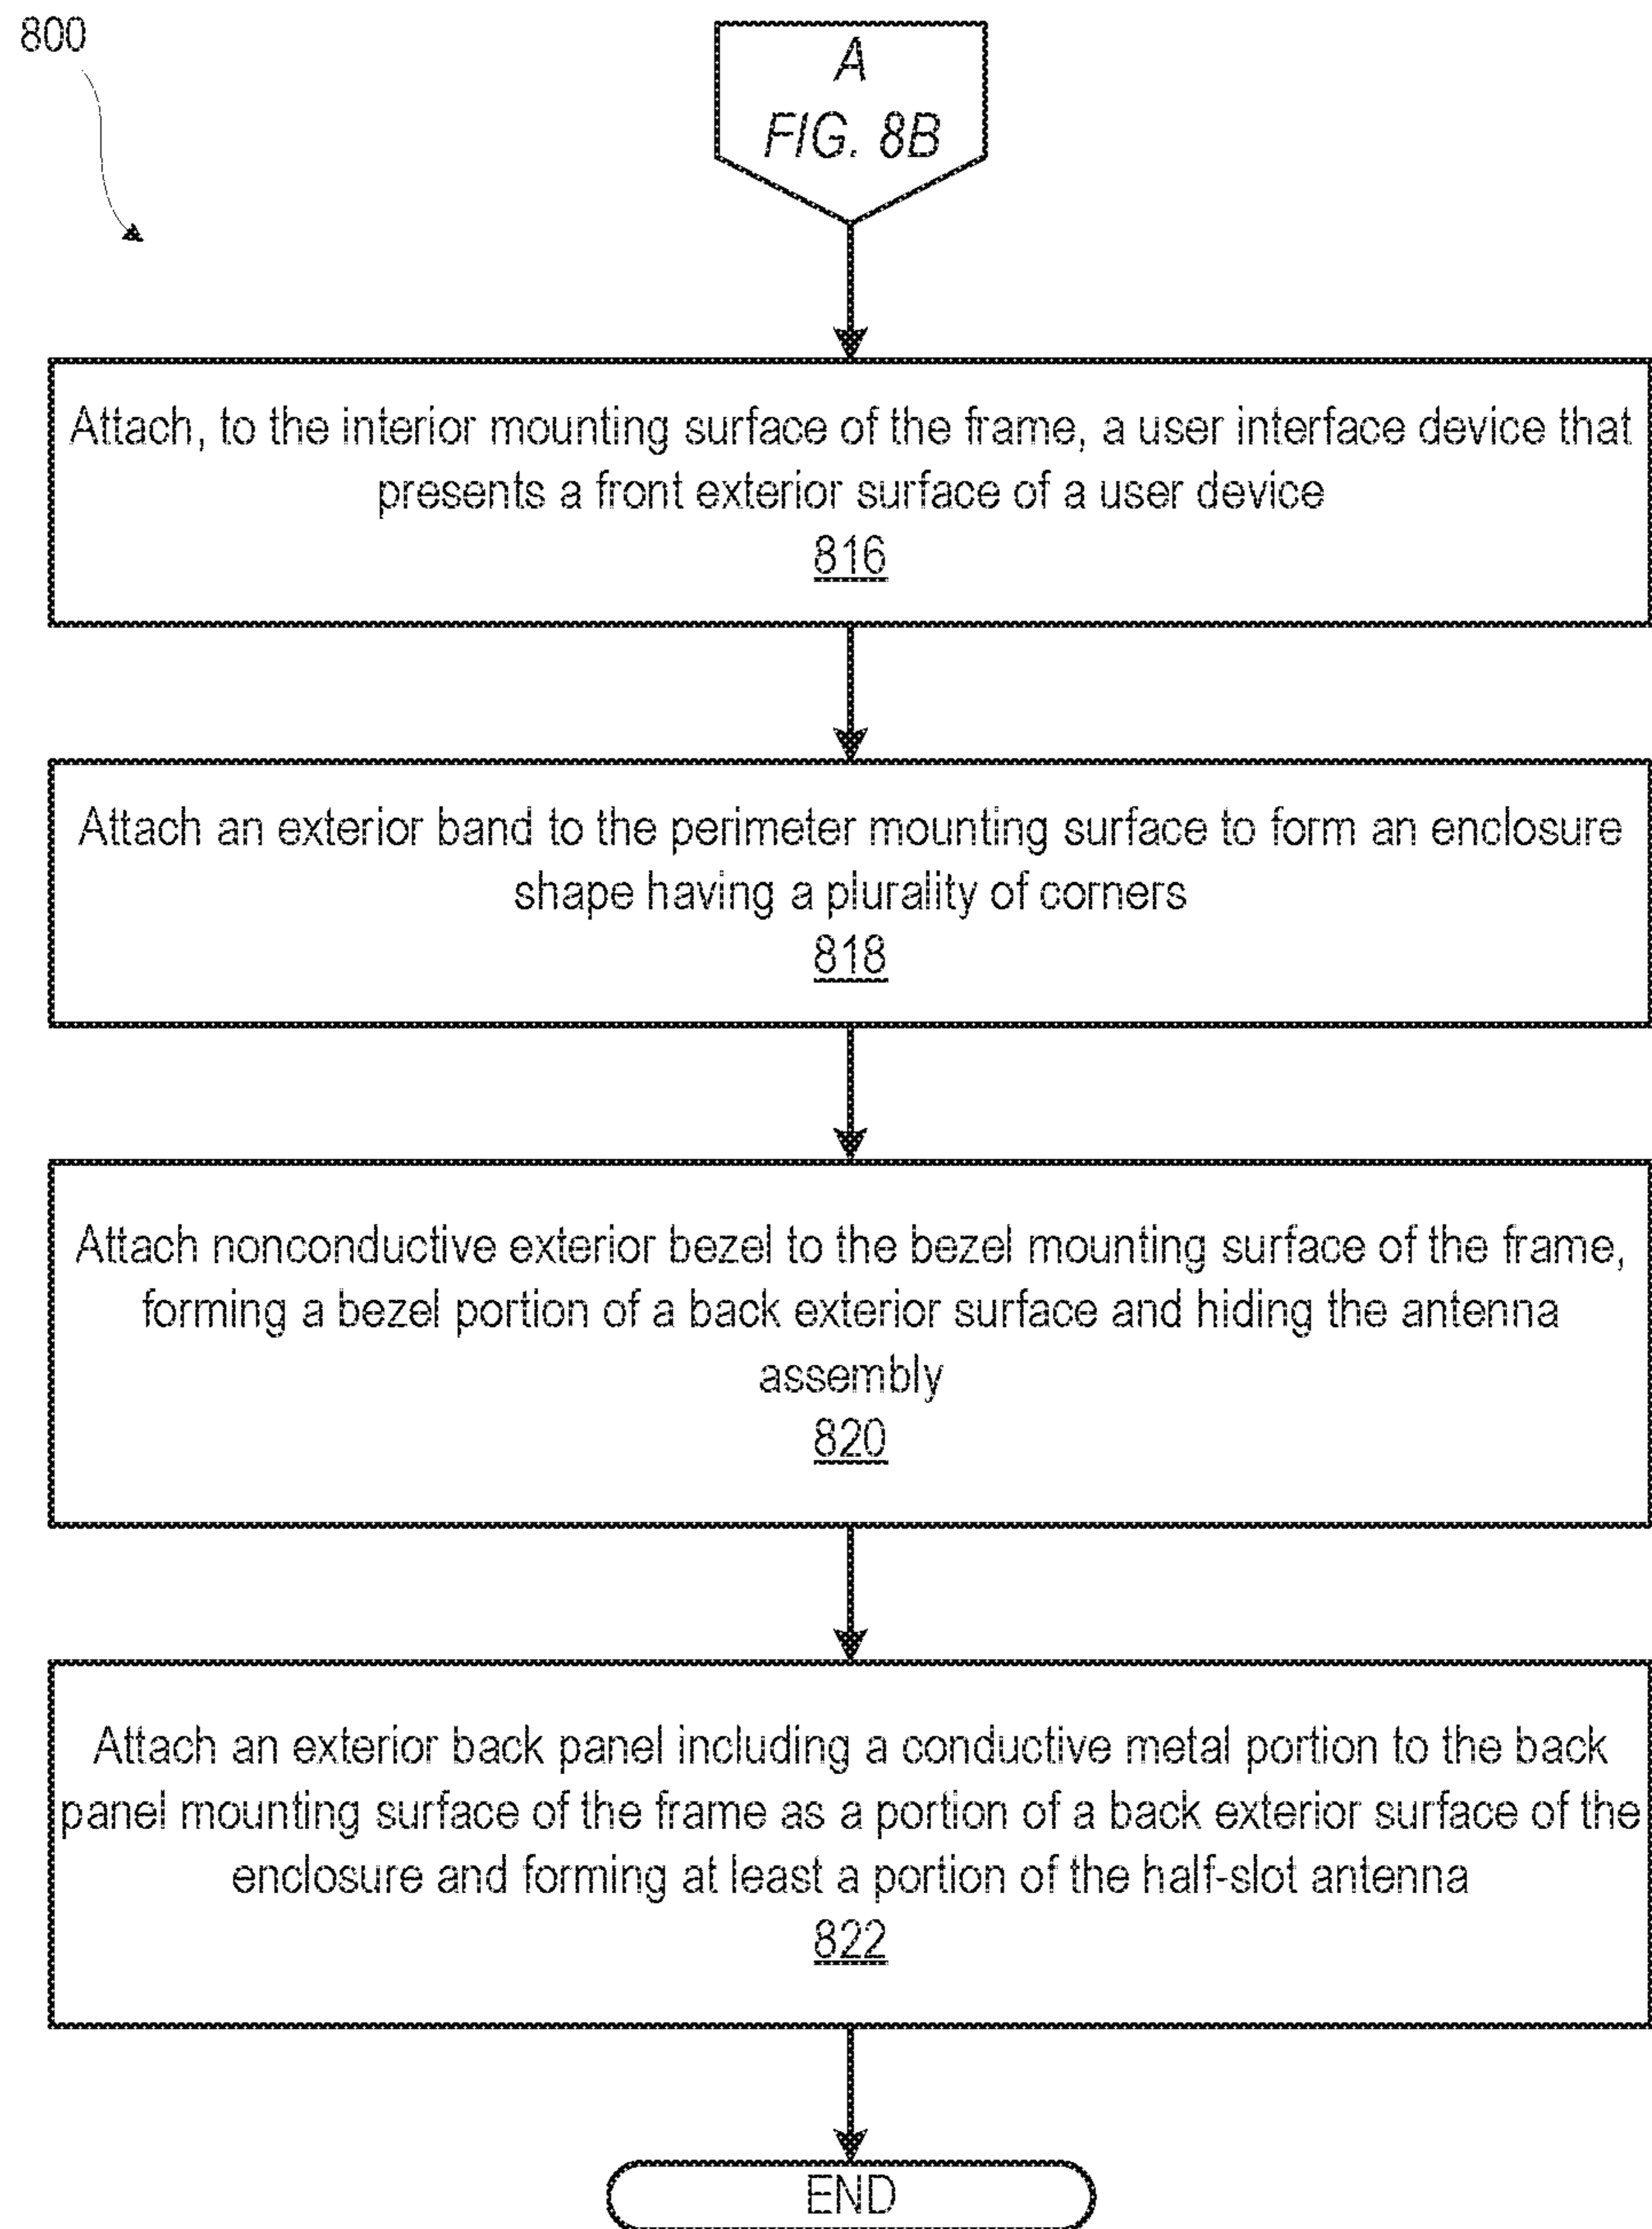 800
A
FIG. 8B
Attach, to the interior mounting surface of the frame, a user interface device that
presents a front exterior surface of a user device
816
Attach an exterior band to the perimeter mounting surface to form an enclosure
shape having a plurality of corners
818
Attach nonconductive exterior bezel to the bezel mounting surface of the frame,
forming a bezel portion of a back exterior surface and hiding the antenna
assembly
820
Attach an exterior back panel including a conductive metal portion to the back
panel mounting surface of the frame as a portion of a back exterior surface of the
enclosure and forming at least a portion of the half-slot antenna
822
END